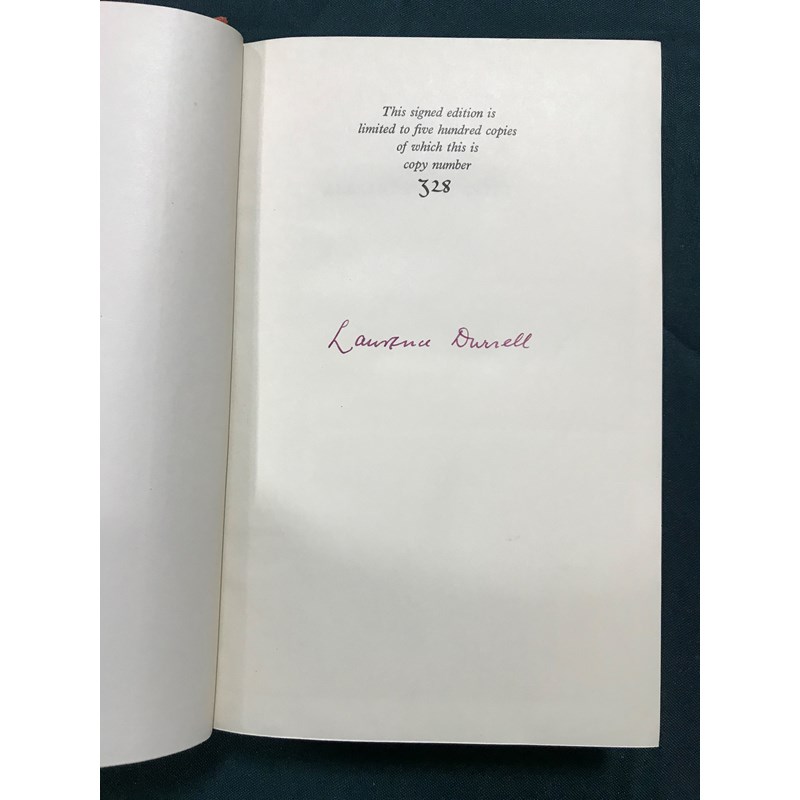 This signed edition is
limited to five hundred copies
of which this is
copy number
328
Lawrence Durrell